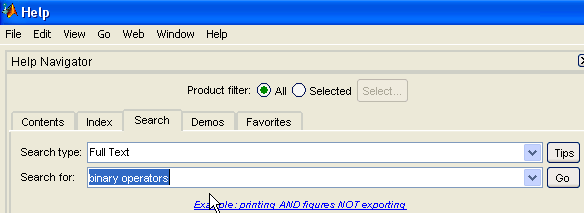 Help
File Edit View Go Web Window Help
Help Navigator
Product filter: All Selected Select...
Contents Index Search Demos Favorites
Search type: Full Text Tips
Search for: binary operators Go
Example: printing AND figures NOT exporting